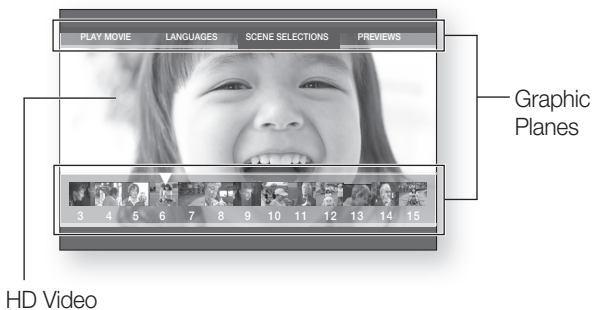 PLAY MOVIE LANGUAGES SCENE SELECTIONS PREVIEWS
Graphic
Planes
3 4 5 6 7 8 9 10 11 12 13 14 15
HD Video